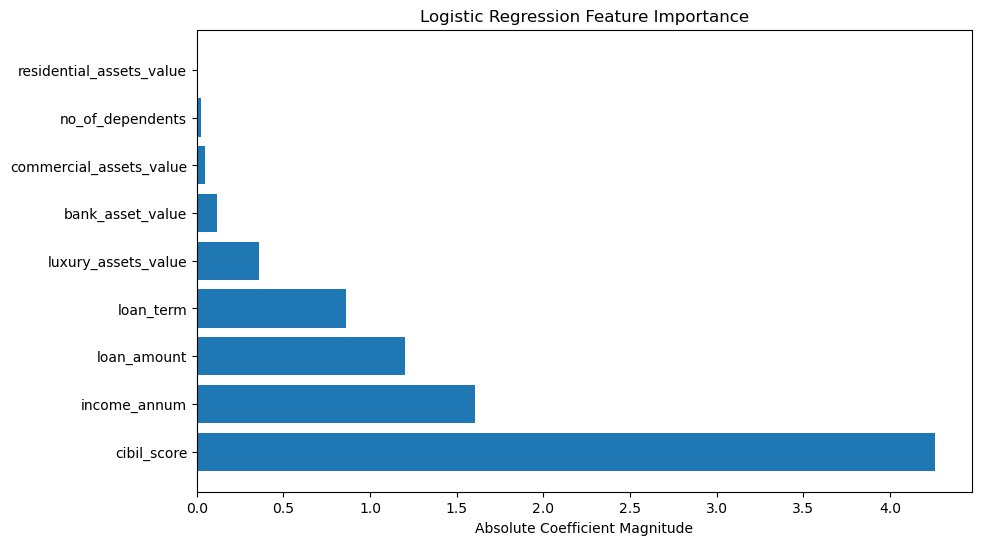 Logistic Regression Feature Importance
residential_assets_value
no_of_dependents
commercial_assets_value
bank_asset_value
luxury_assets_value
loan_term
loan_amount
income_annum
cibil_score
0.0 0.5 1.0 1.5 2.0 2.5 3.0 3.5 4.0
Absolute Coefficient Magnitude